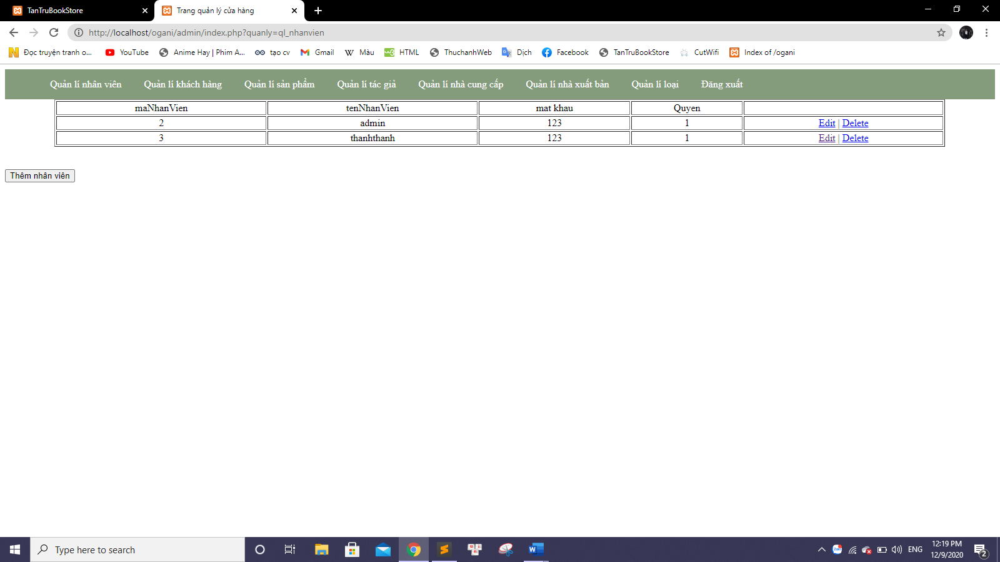 TanTruBookStore
Trang quản lý cửa hàng
http://localhost/ogani/admin/index.php?quanly=ql_nhanvien
Đọc truyện tranh o... YouTube Anime Hay | Phim A... tạo cv Gmail Màu HTML ThuchanhWeb Dịch Facebook TanTruBookStore CutWifi Index of /ogani
Quản lí nhân viên Quản lí khách hàng Quản lí sản phẩm Quản lí tác giả Quản lí nhà cung cấp Quản lí nhà xuất bản Quản lí loại Đăng xuất
maNhanVien tenNhanVien mat khau Quyen
2 admin 123 1 Edit | Delete
3 thanhthanh 123 1 Edit | Delete
Thêm nhân viên
Type here to search
ENG
12:19 PM
12/9/2020
2